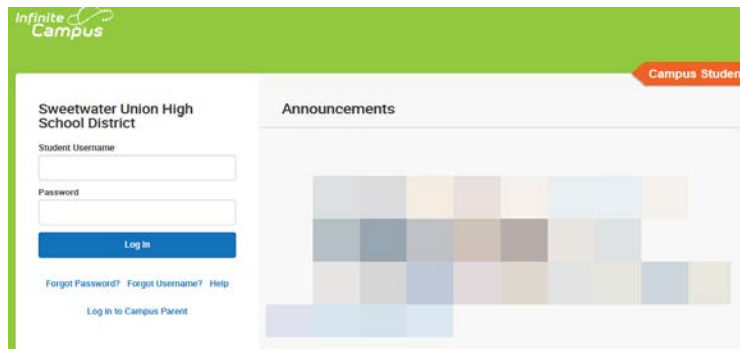 Infinite
Campus
Campus Studen
Sweetwater Union High
School District
Announcements
Student Username
Password
Log In
Forgot Password? Forgot Username? Help
Log in to Campus Parent